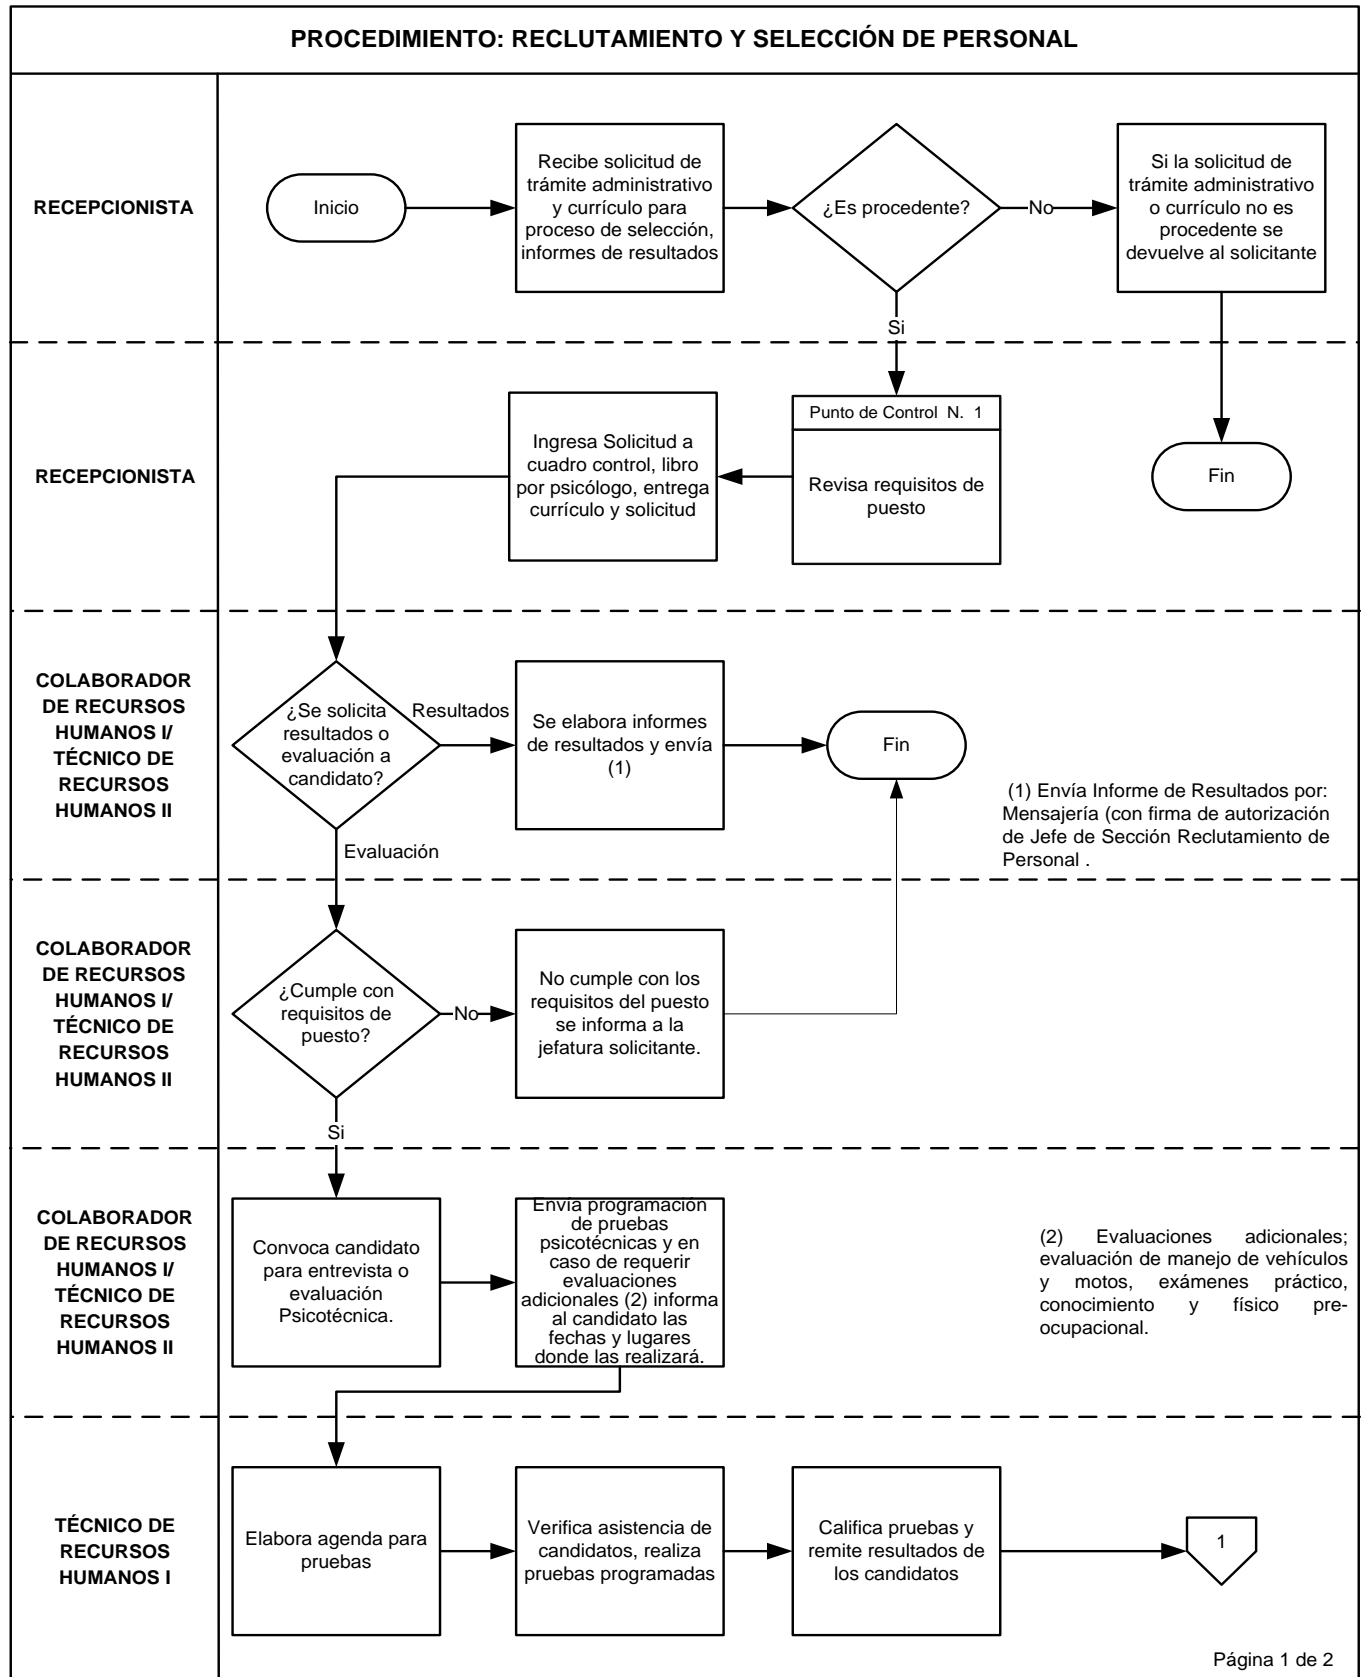 PROCEDIMIENTO: RECLUTAMIENTO Y SELECCIÓN DE PERSONAL
RECEPCIONISTA
Inicio
Recibe solicitud de
trámite administrativo
y currículo para
proceso de selección,
informes de resultados
¿Es procedente?
No
Si la solicitud de
trámite administrativo
o currículo no es
procedente se
devuelve al solicitante
Si
RECEPCIONISTA
Ingresa Solicitud a
cuadro control, libro
por psicólogo, entrega
currículo y solicitud
Punto de Control N. 1
Revisa requisitos de
puesto
Fin
COLABORADOR
DE RECURSOS
HUMANOS I/
TÉCNICO DE
RECURSOS
HUMANOS II
¿Se solicita
resultados o
evaluación a
candidato?
Resultados
Se elabora informes
de resultados y envía
(1)
Fin
(1) Envía Informe de Resultados por:
Mensajería (con firma de autorización
de Jefe de Sección Reclutamiento de
Personal .
Evaluación
COLABORADOR
DE RECURSOS
HUMANOS I/
TÉCNICO DE
RECURSOS
HUMANOS II
¿Cumple con
requisitos de
puesto?
No
No cumple con los
requisitos del puesto
se informa a la
jefatura solicitante.
Si
COLABORADOR
DE RECURSOS
HUMANOS I/
TÉCNICO DE
RECURSOS
HUMANOS II
Convoca candidato
para entrevista o
evaluación
Psicotécnica.
Envía programación
de pruebas
psicotécnicas y en
caso de requerir
evaluaciones
adicionales (2) informa
al candidato las
fechas y lugares
donde las realizará.
(2) Evaluaciones adicionales;
evaluación de manejo de vehículos
y motos, exámenes práctico,
conocimiento y físico pre-
ocupacional.
TÉCNICO DE
RECURSOS
HUMANOS I
Elabora agenda para
pruebas
Verifica asistencia de
candidatos, realiza
pruebas programadas
Califica pruebas y
remite resultados de
los candidatos
1
Página 1 de 2